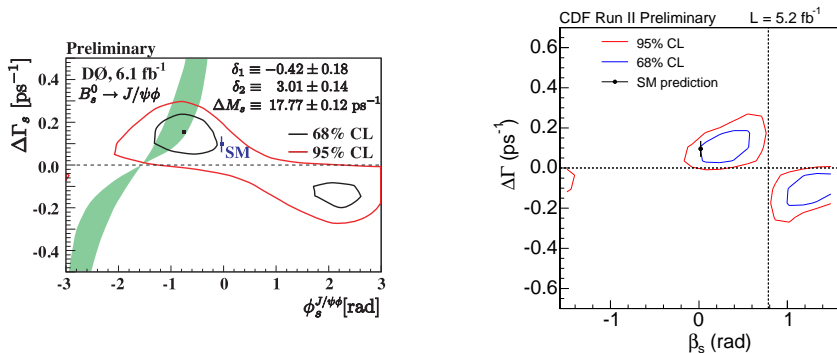 Preliminary
DØ, 6.1 fb⁻¹
B⁰ₛ → J/ψφ
δ₁ ≡ −0.42 ± 0.18
δ₂ ≡ 3.01 ± 0.14
ΔMₛ ≡ 17.77 ± 0.12 ps⁻¹
68% CL
95% CL
SM
ΔΓₛ [ps⁻¹]
0.4
0.2
0.0
-0.2
-0.4
-3 -2 -1 0 1 2 3
φₛ^J/ψφ [rad]
CDF Run II Preliminary L = 5.2 fb⁻¹
95% CL
68% CL
SM prediction
ΔΓ (ps⁻¹)
0.6
0.4
0.2
0.0
-0.2
-0.4
-0.6
-1 0 1
βₛ (rad)